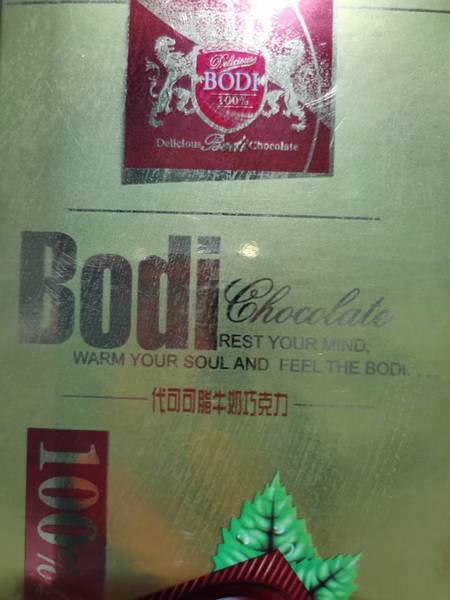 Delicious
BODI
100%
Delicious Bodi Chocolate
Bodi Chocolate
REST YOUR MIND,
WARM YOUR SOUL AND FEEL THE BODI. . . .
代可可脂牛奶巧克力
100%